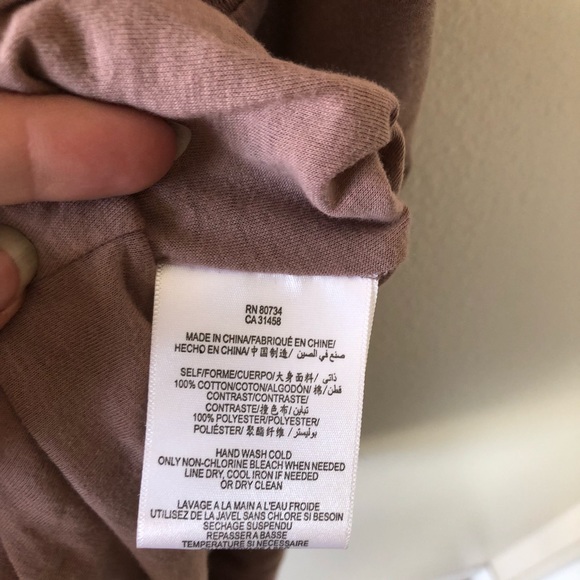 RN 80734
CA 31458
MADE IN CHINA/FABRIQUÉ EN CHINE/
HECHO EN CHINA/中国制造/ صنع في الصين
SELF/FORME/CUERPO/大身面料/ ذاتي
100% COTTON/COTON/ALGODÓN/ 棉/ قطن
CONTRAST/CONTRASTE/
CONTRASTE/撞色布/ تباين
100% POLYESTER/POLYESTER/
POLIÉSTER/ 聚酯纤维 / بوليستر
HAND WASH COLD
ONLY NON-CHLORINE BLEACH WHEN NEEDED
LINE DRY, COOL IRON IF NEEDED
OR DRY CLEAN
LAVAGE A LA MAIN A L'EAU FROIDE
UTILISEZ DE LA JAVEL SANS CHLORE SI BESOIN
SECHAGE SUSPENDU
REPASSER A BASSE
TEMPERATURE SI NECESSAIRE